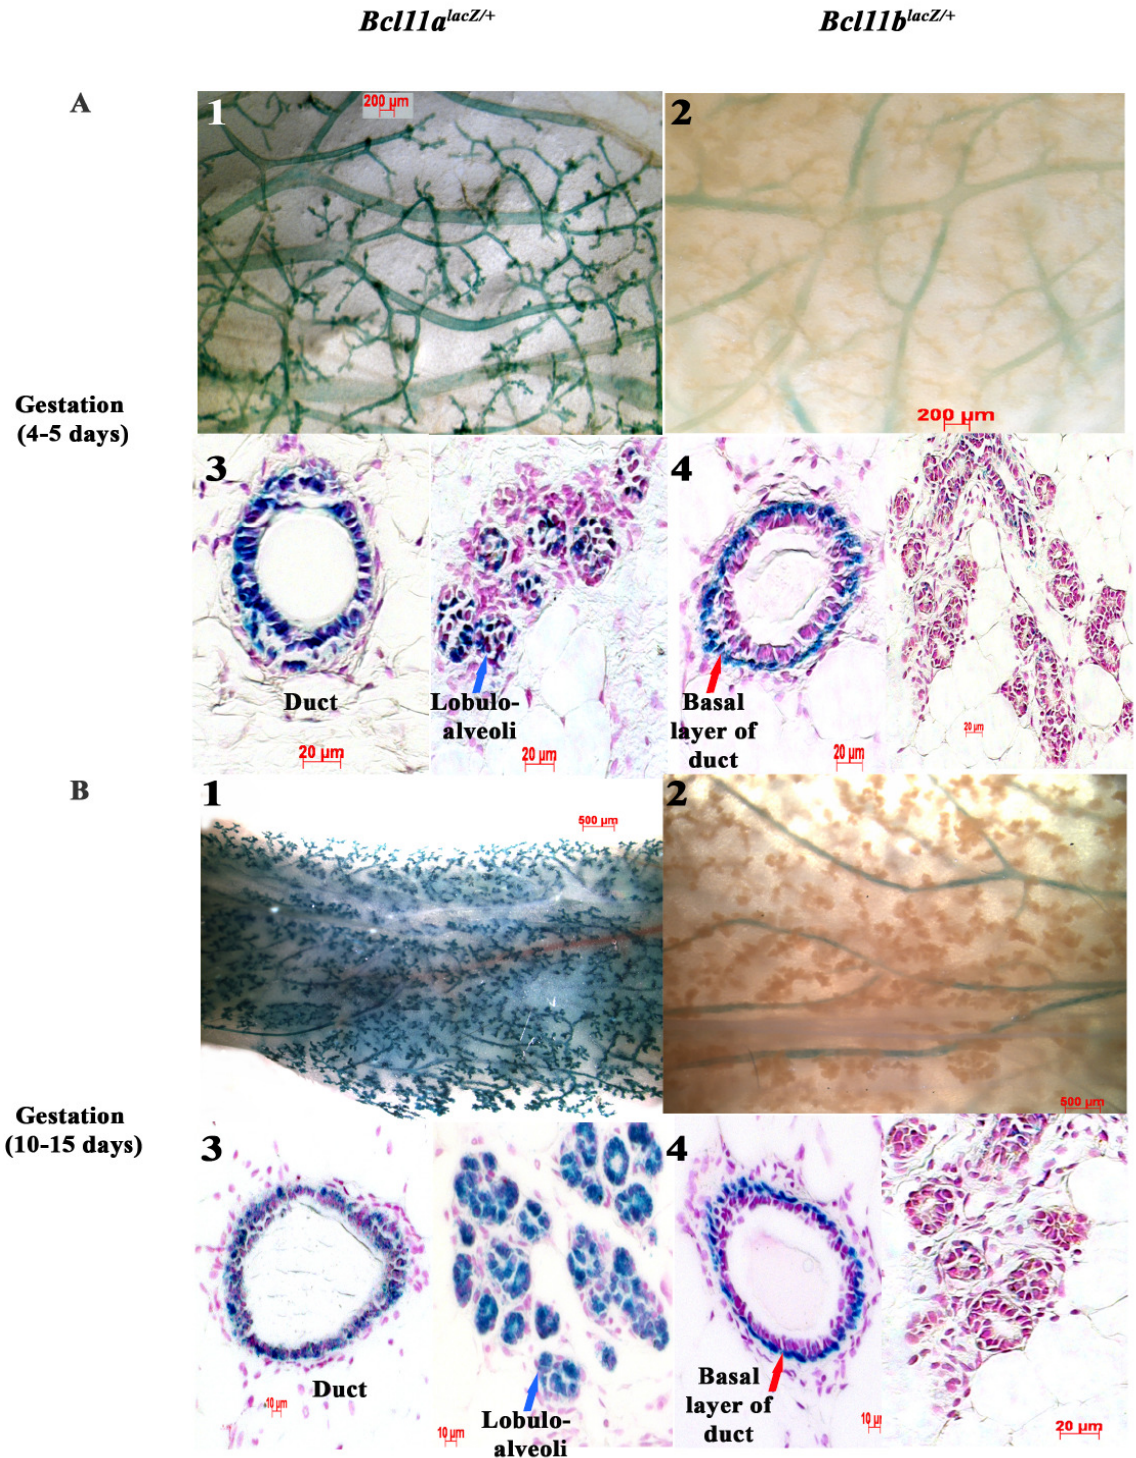 Bcl11a^lacZ/+ Bcl11b^lacZ/+
A
1
200 µm
2
200 µm
Gestation
(4-5 days)
3
Duct
20 µm
Lobulo-
alveoli
20 µm
4
Basal
layer of
duct
20 µm
20 µm
B
1
500 µm
2
500 µm
Gestation
(10-15 days)
3
Duct
10 µm
Lobulo-
alveoli
10 µm
4
Basal
layer of
duct
10 µ
20 µm